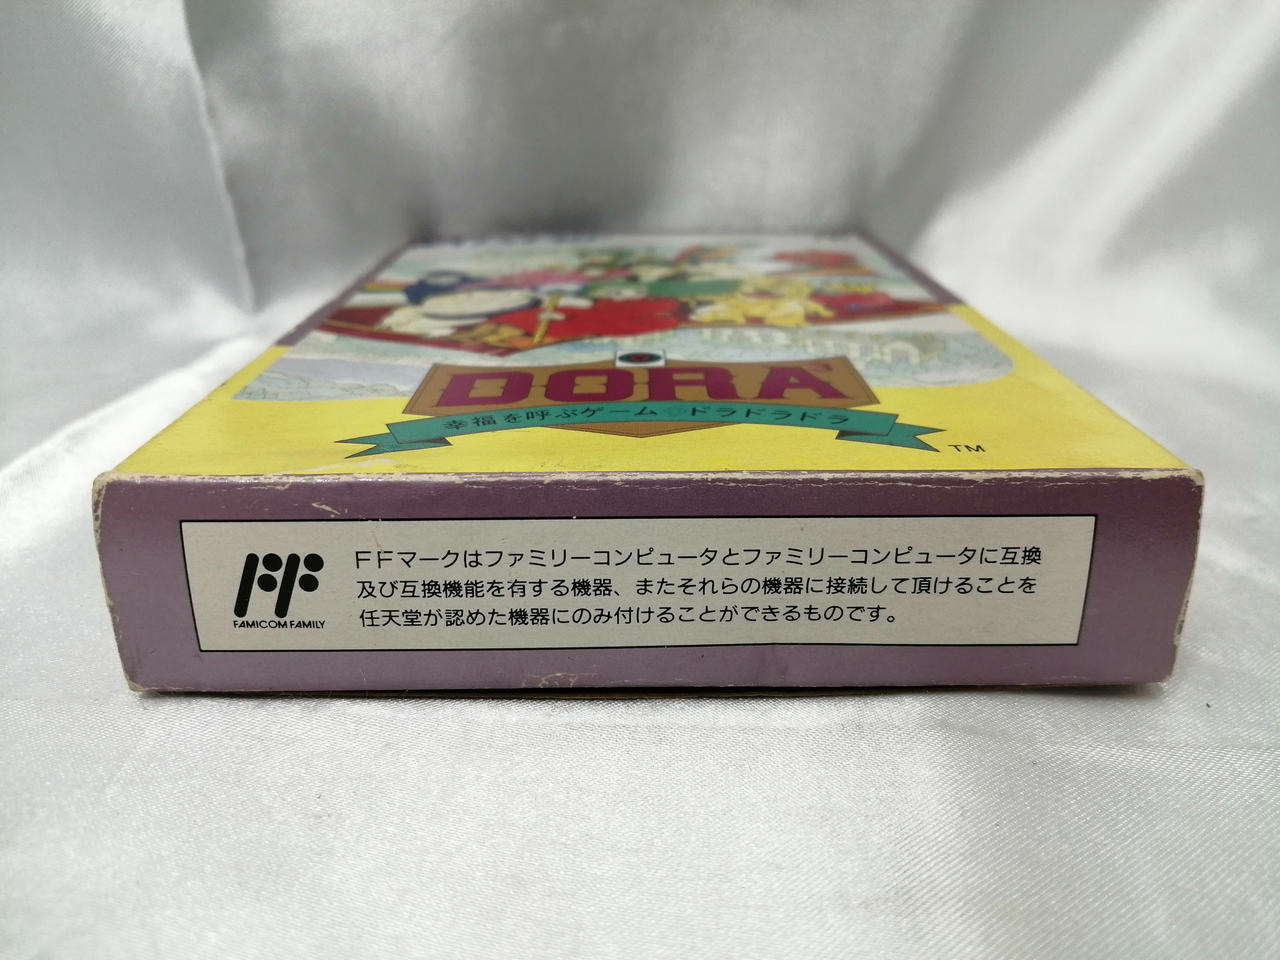 DORA³
幸福を呼ぶゲーム ドラドラドラ
TM
FFマークはファミリーコンピュータとファミリーコンピュータに互換
及び互換機能を有する機器、またそれらの機器に接続して頂けることを
任天堂が認めた機器にのみ付けることができるものです。
FF
FAMICOM FAMILY